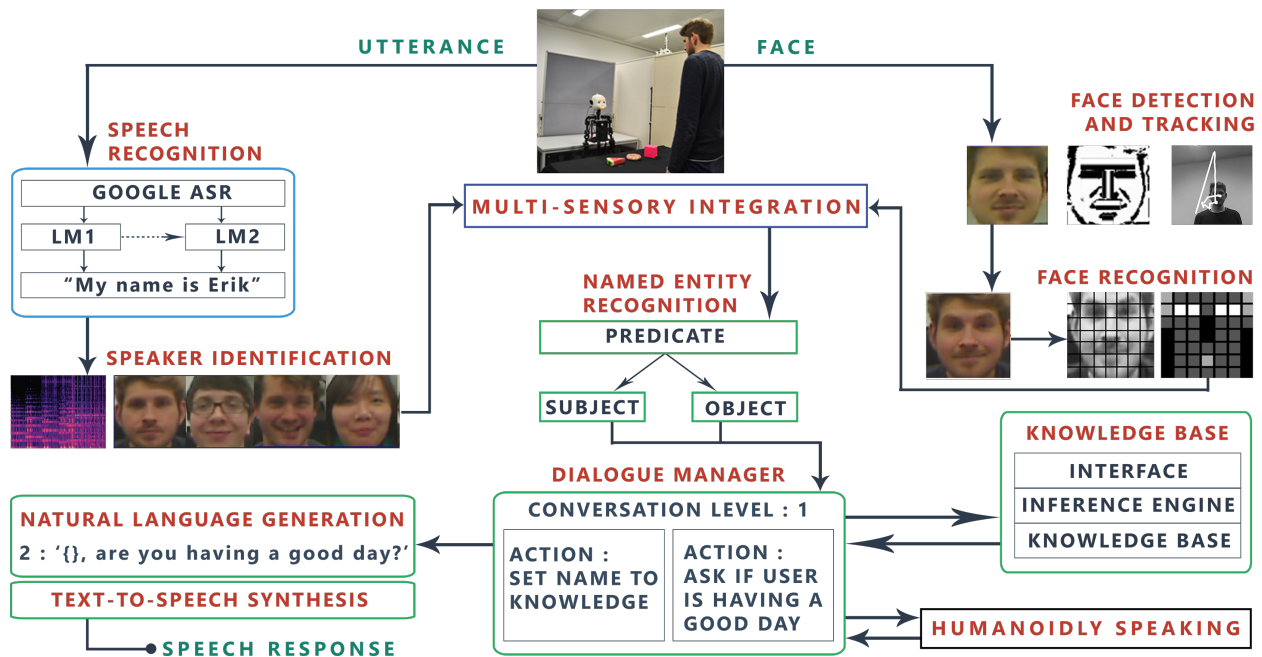 UTTERANCE
FACE
SPEECH
RECOGNITION
GOOGLE ASR
LM1
LM2
“My name is Erik”
SPEAKER IDENTIFICATION
FACE DETECTION
AND TRACKING
FACE RECOGNITION
MULTI-SENSORY INTEGRATION
NAMED ENTITY
RECOGNITION
PREDICATE
SUBJECT
OBJECT
DIALOGUE MANAGER
CONVERSATION LEVEL : 1
ACTION :
SET NAME TO
KNOWLEDGE
ACTION :
ASK IF USER
IS HAVING A
GOOD DAY
KNOWLEDGE BASE
INTERFACE
INFERENCE ENGINE
KNOWLEDGE BASE
HUMANOIDLY SPEAKING
NATURAL LANGUAGE GENERATION
2 : ‘{}, are you having a good day?’
TEXT-TO-SPEECH SYNTHESIS
SPEECH RESPONSE